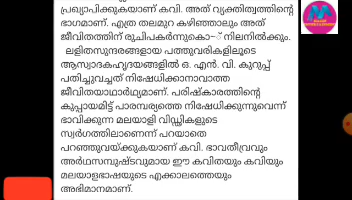 പ്രഖ്യാപിക്കുകയാണ് കവി. അത് വ്യക്തിത്വത്തിന്റെ
ഭാഗമാണ്. എത്ര തലമുറ കഴിഞ്ഞാലും അത്
ജീവിതത്തിന് രുചിപകർന്നുകൊ¬് നിലനിൽക്കും.
ലളിതസുന്ദരങ്ങളായ പത്തുവരികളിലൂടെ
ആസ്വാദകഹൃദയങ്ങളിൽ ഒ. എൻ. വി. കുറുപ്പ്
പതിച്ചുവച്ചത് നിഷേധിക്കാനാവാത്ത
ജീവിതയാഥാർഥ്യമാണ്. പരിഷ്കാരത്തിന്റെ
കുപ്പായമിട്ട് പാരമ്പര്യത്തെ നിഷേധിക്കുന്നുവെന്ന്
ഭാവിക്കുന്ന മലയാളി വിഡ്ഢികളുടെ
സ്വർഗത്തിലാണെന്ന് പറയാതെ
പറഞ്ഞുവയ്ക്കുകയാണ് കവി. ഭാവതീവ്രവും
അർഥസമ്പുഷ്ടവുമായ ഈ കവിതയും കവിയും
മലയാളഭാഷയുടെ എക്കാലത്തെയും
അഭിമാനമാണ്.